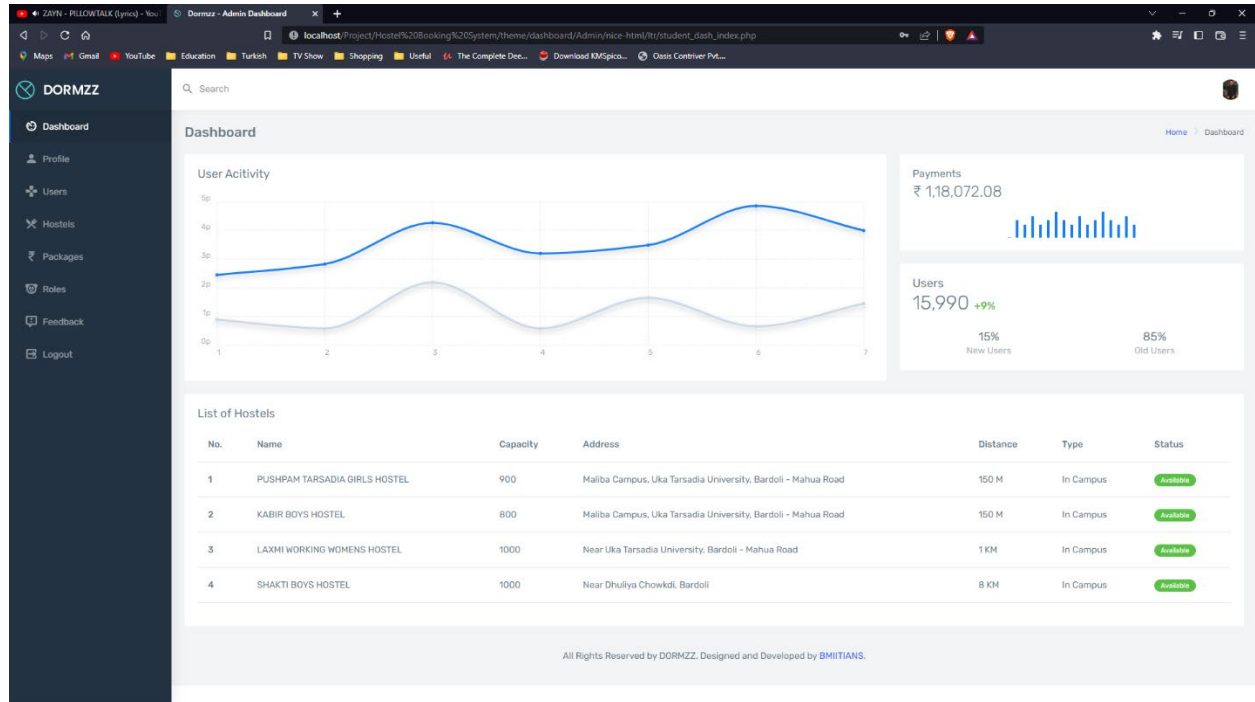 ZAYN - PILLOWTALK (Lyrics) - You
Dormzz - Admin Dashboard
localhost/Project/Hostel%20Booking%20System/theme/dashboard/Admin/nice-html/ltr/student_dash_index.php
Maps Gmail YouTube Education Turkish TV Show Shopping Useful The Complete Dee... Download KMSpico... Oasis Contriver Pvt....
DORMZZ
Search
Dashboard
Profile
Users
Hostels
Packages
Roles
Feedback
Logout
Dashboard
Home Dashboard
User Acitivity
5p
4p
3p
2p
1p
0p
1 2 3 4 5 6 7
Payments
₹ 1,18,072.08
Users
15,990 +9%
15% 85%
New Users Old Users
List of Hostels
No. Name Capacity Address Distance Type Status
1 PUSHPAM TARSADIA GIRLS HOSTEL 900 Maliba Campus, Uka Tarsadia University, Bardoli - Mahua Road 150 M In Campus Available
2 KABIR BOYS HOSTEL 800 Maliba Campus, Uka Tarsadia University, Bardoli - Mahua Road 150 M In Campus Available
3 LAXMI WORKING WOMENS HOSTEL 1000 Near Uka Tarsadia University, Bardoli - Mahua Road 1 KM In Campus Available
4 SHAKTI BOYS HOSTEL 1000 Near Dhuliya Chowkdi, Bardoli 8 KM In Campus Available
All Rights Reserved by DORMZZ. Designed and Developed by BMIITIANS.